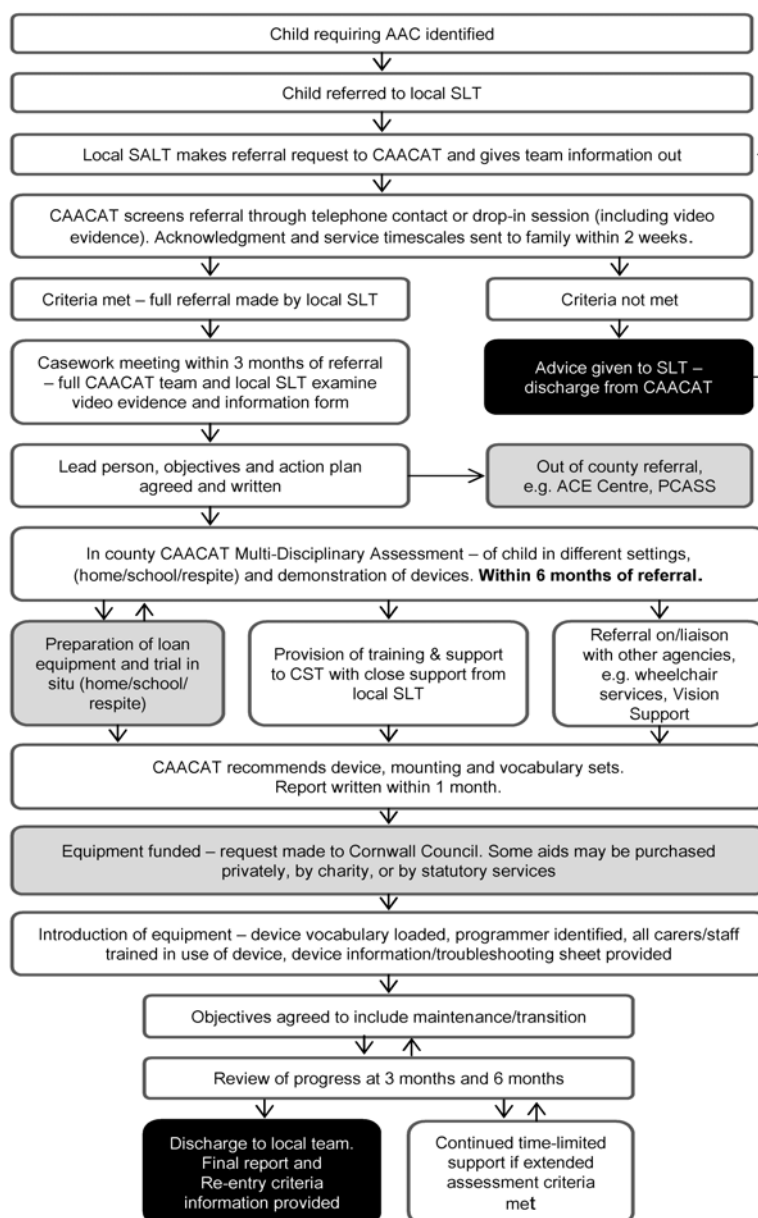 Child requiring AAC identified
Child referred to local SLT
Local SALT makes referral request to CAACAT and gives team information out
CAACAT screens referral through telephone contact or drop-in session (including video
evidence). Acknowledgment and service timescales sent to family within 2 weeks.
Criteria met – full referral made by local SLT
Criteria not met
Casework meeting within 3 months of referral
– full CAACAT team and local SLT examine
video evidence and information form
Advice given to SLT –
discharge from CAACAT
Lead person, objectives and action plan
agreed and written
Out of county referral,
e.g. ACE Centre, PCASS
In county CAACAT Multi-Disciplinary Assessment – of child in different settings,
(home/school/respite) and demonstration of devices. Within 6 months of referral.
Preparation of loan
equipment and trial in
situ (home/school/
respite)
Provision of training & support
to CST with close support from
local SLT
Referral on/liaison
with other agencies,
e.g. wheelchair
services, Vision
Support
CAACAT recommends device, mounting and vocabulary sets.
Report written within 1 month.
Equipment funded – request made to Cornwall Council. Some aids may be purchased
privately, by charity, or by statutory services
Introduction of equipment – device vocabulary loaded, programmer identified, all carers/staff
trained in use of device, device information/troubleshooting sheet provided
Objectives agreed to include maintenance/transition
Review of progress at 3 months and 6 months
Discharge to local team.
Final report and
Re-entry criteria
information provided
Continued time-limited
support if extended
assessment criteria
met